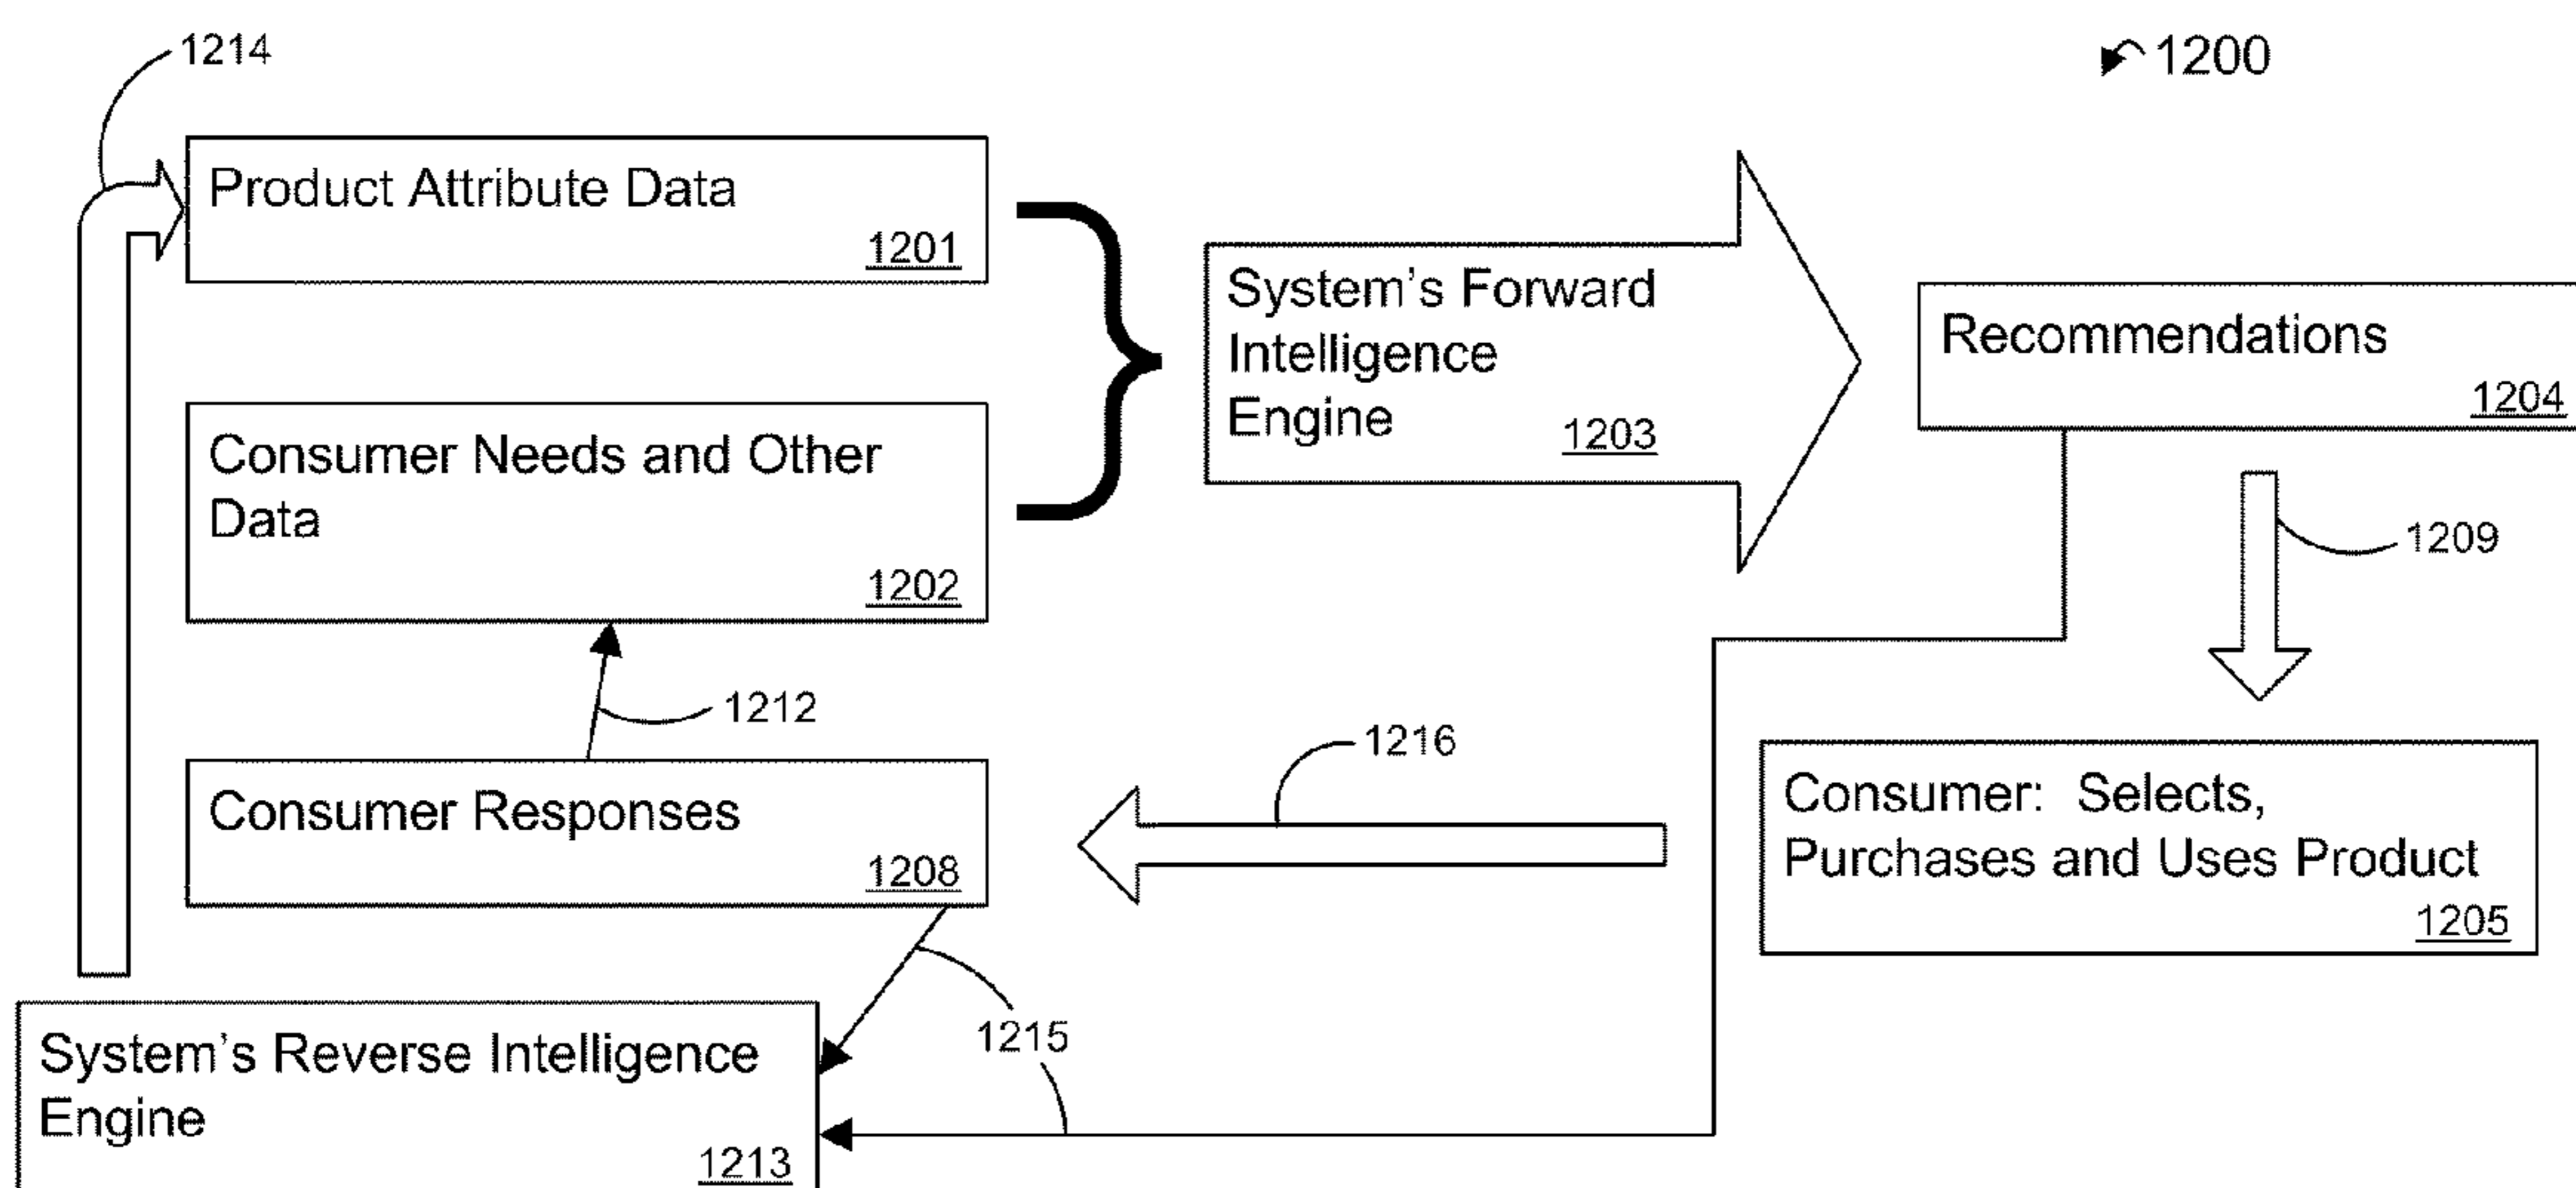 1214
1200
Product Attribute Data
1201
System's Forward
Intelligence
Engine
1203
Recommendations
1204
Consumer Needs and Other
Data
1202
1209
1212
1216
Consumer Responses
1208
Consumer: Selects,
Purchases and Uses Product
1205
1215
System's Reverse Intelligence
Engine
1213